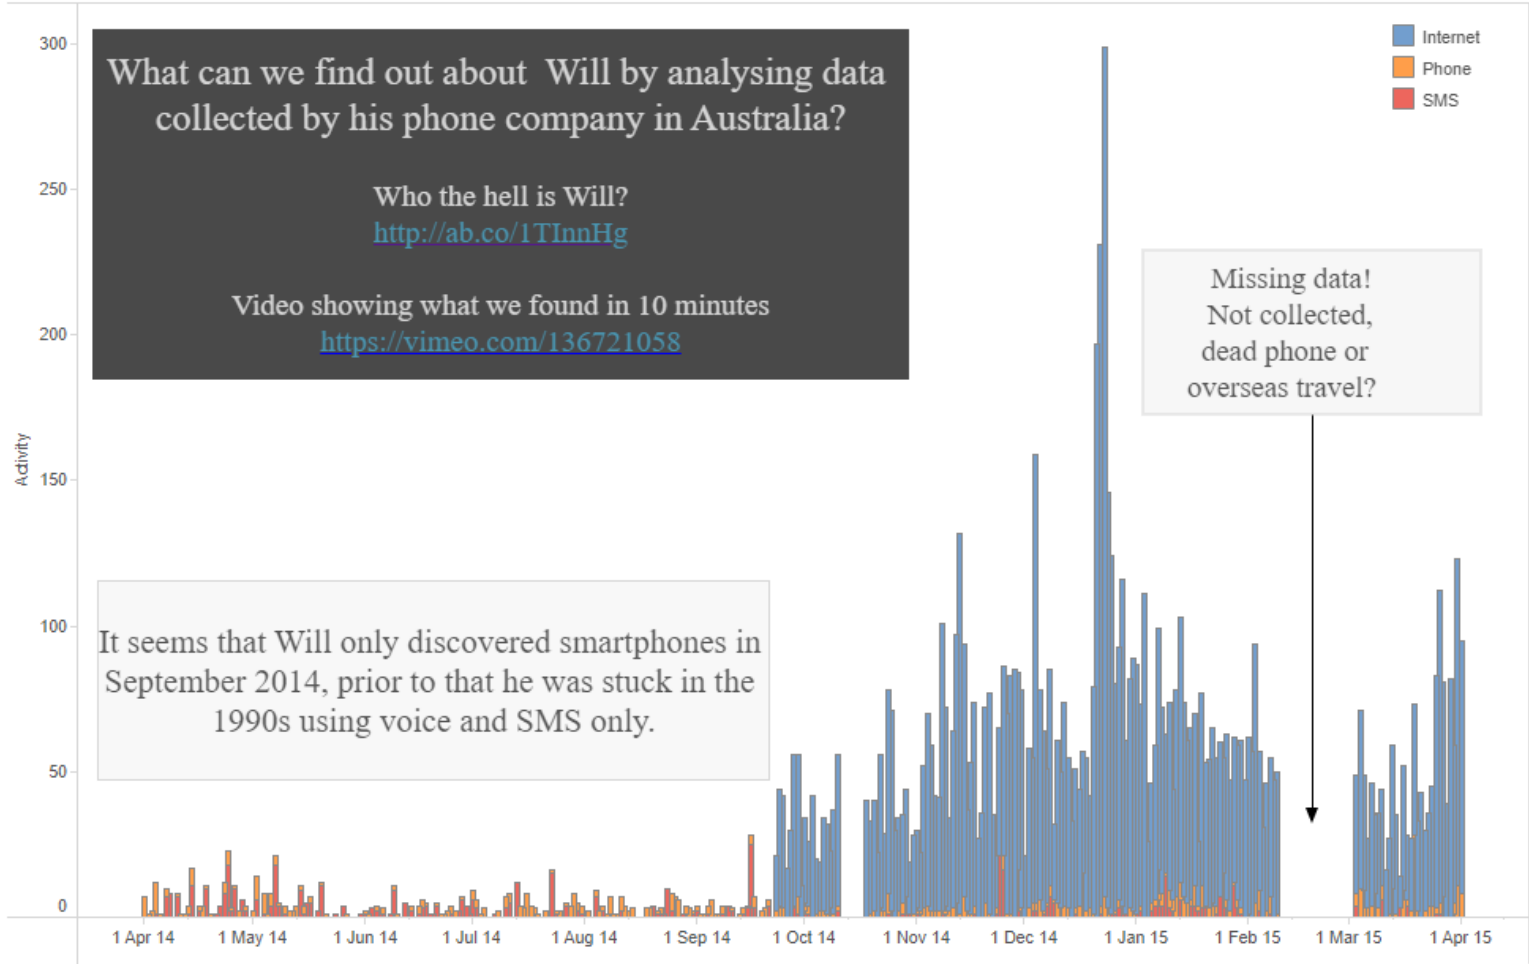 What can we find out about Will by analysing data
collected by his phone company in Australia?
Who the hell is Will?
http://ab.co/1TInnHg
Video showing what we found in 10 minutes
https://vimeo.com/136721058
Internet
Phone
SMS
Missing data!
Not collected,
dead phone or
overseas travel?
It seems that Will only discovered smartphones in
September 2014, prior to that he was stuck in the
1990s using voice and SMS only.
Activity
300
250
200
150
100
50
0
1 Apr 14
1 May 14
1 Jun 14
1 Jul 14
1 Aug 14
1 Sep 14
1 Oct 14
1 Nov 14
1 Dec 14
1 Jan 15
1 Feb 15
1 Mar 15
1 Apr 15